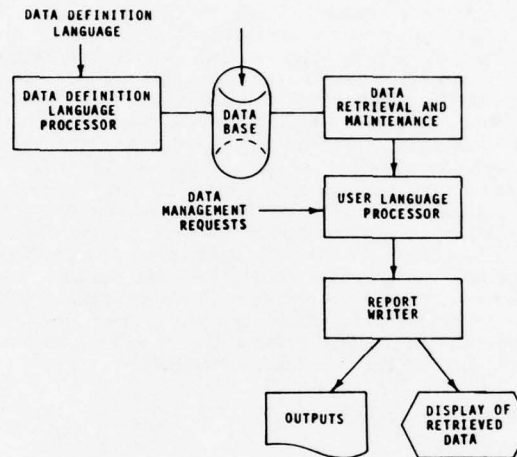 DATA DEFINITION
LANGUAGE
DATA DEFINITION
LANGUAGE
PROCESSOR
DATA
BASE
DATA
RETRIEVAL AND
MAINTENANCE
DATA
MANAGEMENT
REQUESTS
USER LANGUAGE
PROCESSOR
REPORT
WRITER
OUTPUTS
DISPLAY OF
RETRIEVED
DATA